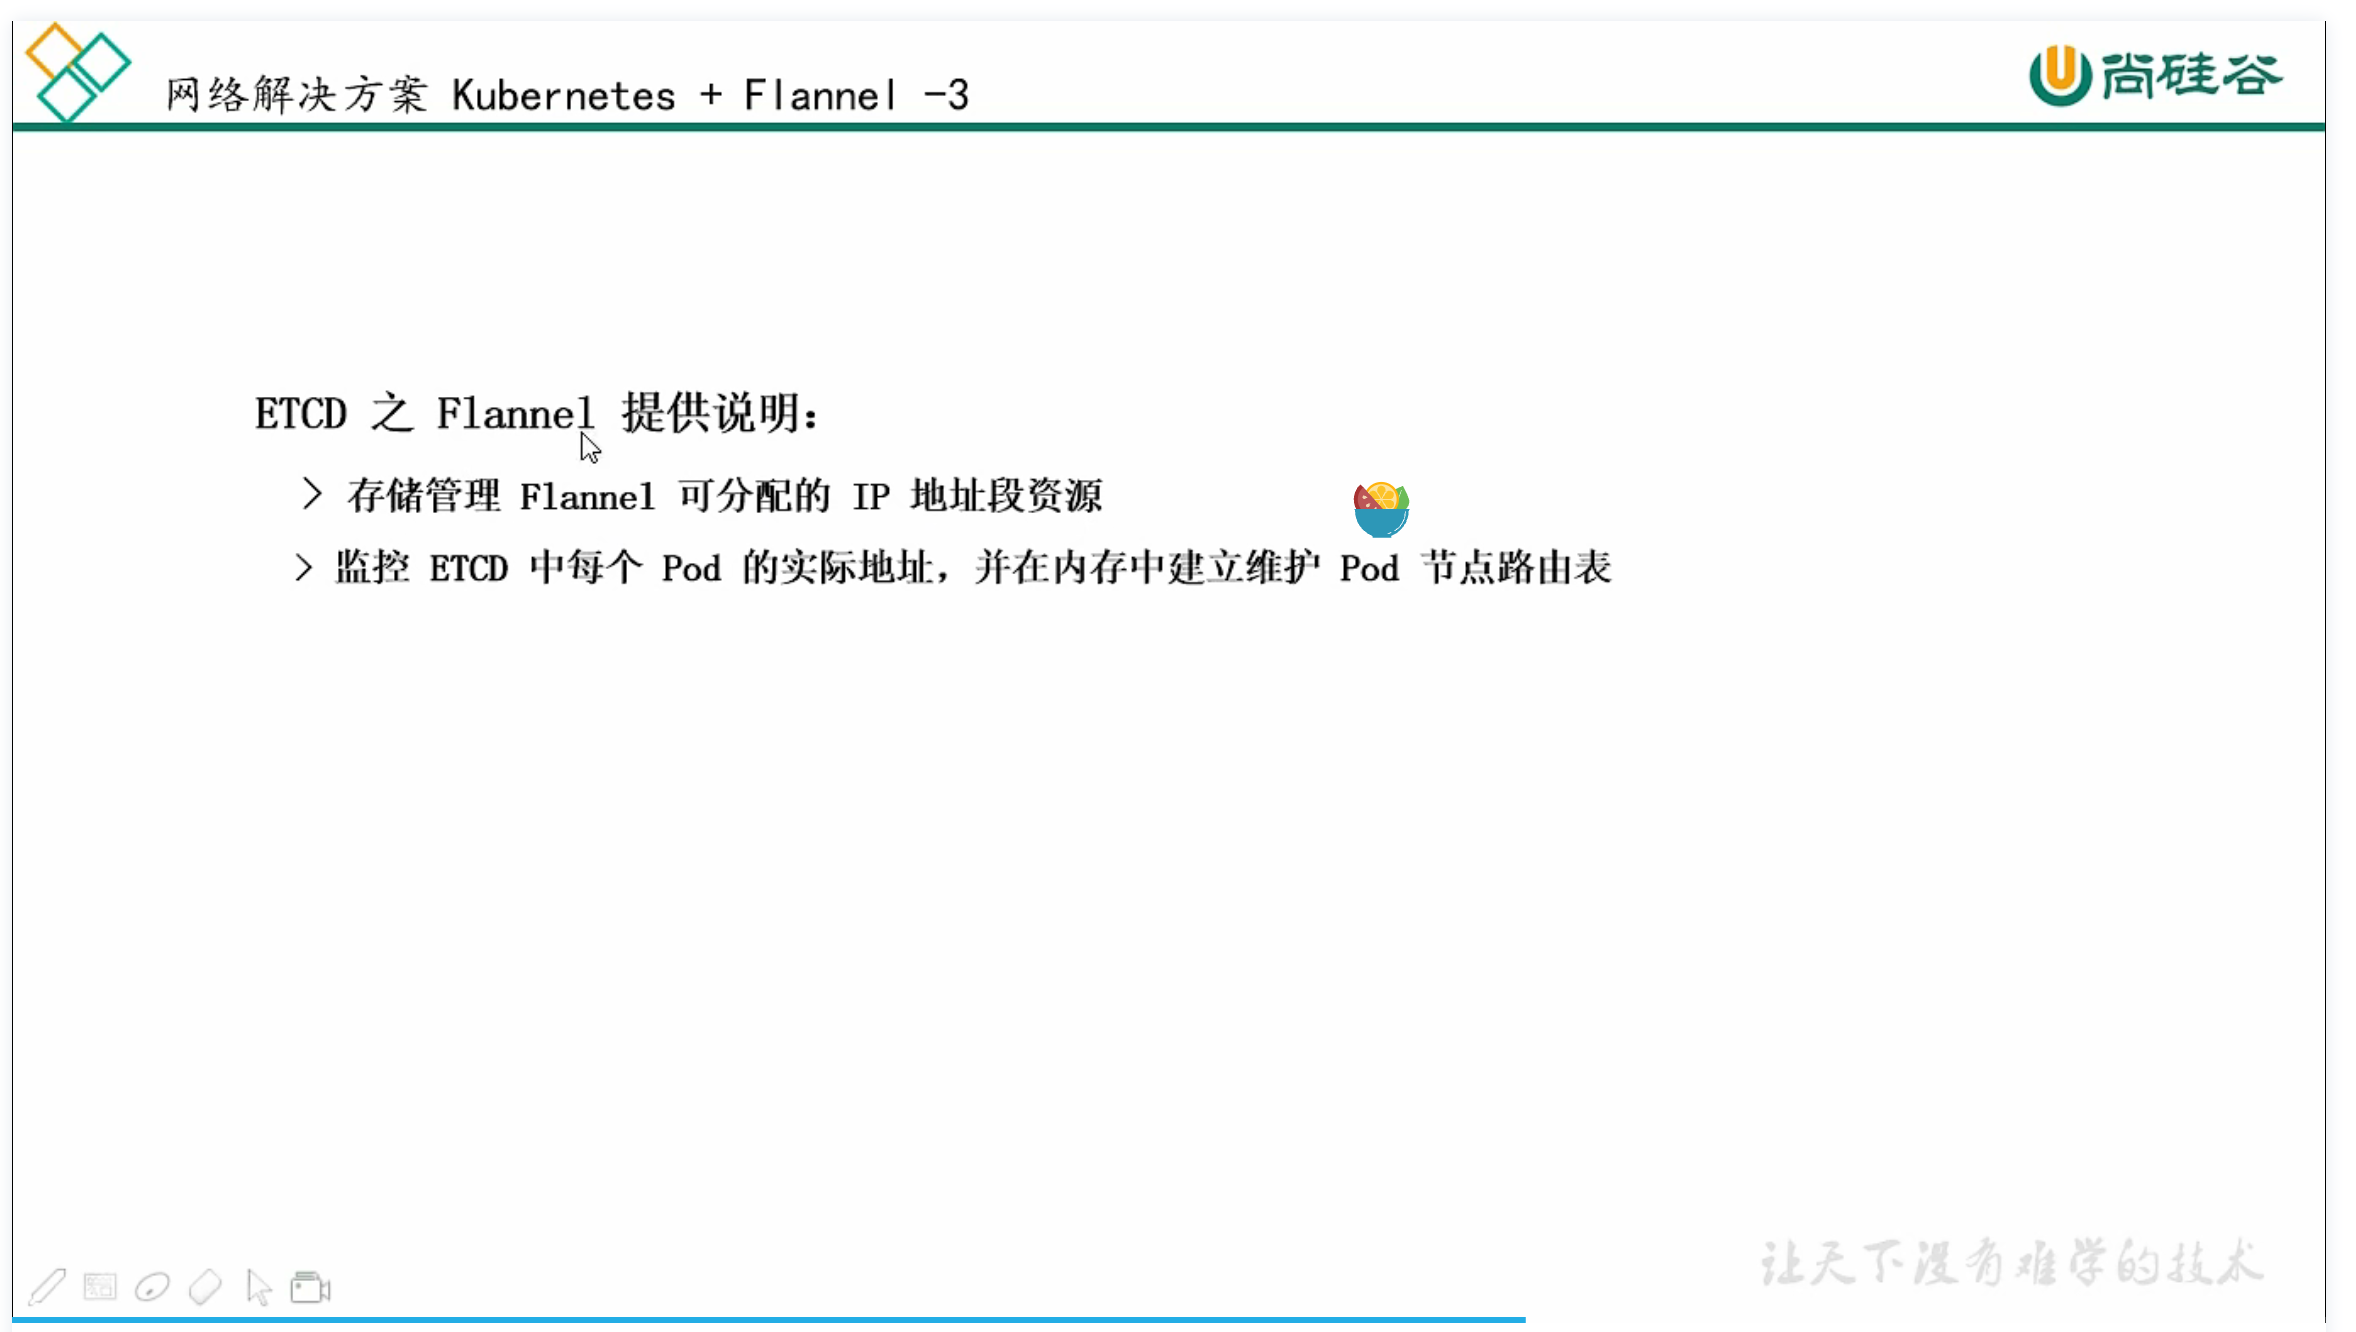 网络解决方案 Kubernetes + Flannel -3
尚硅谷
ETCD 之 Flannel 提供说明：
> 存储管理 Flannel 可分配的 IP 地址段资源
> 监控 ETCD 中每个 Pod 的实际地址，并在内存中建立维护 Pod 节点路由表
让天下没有难学的技术